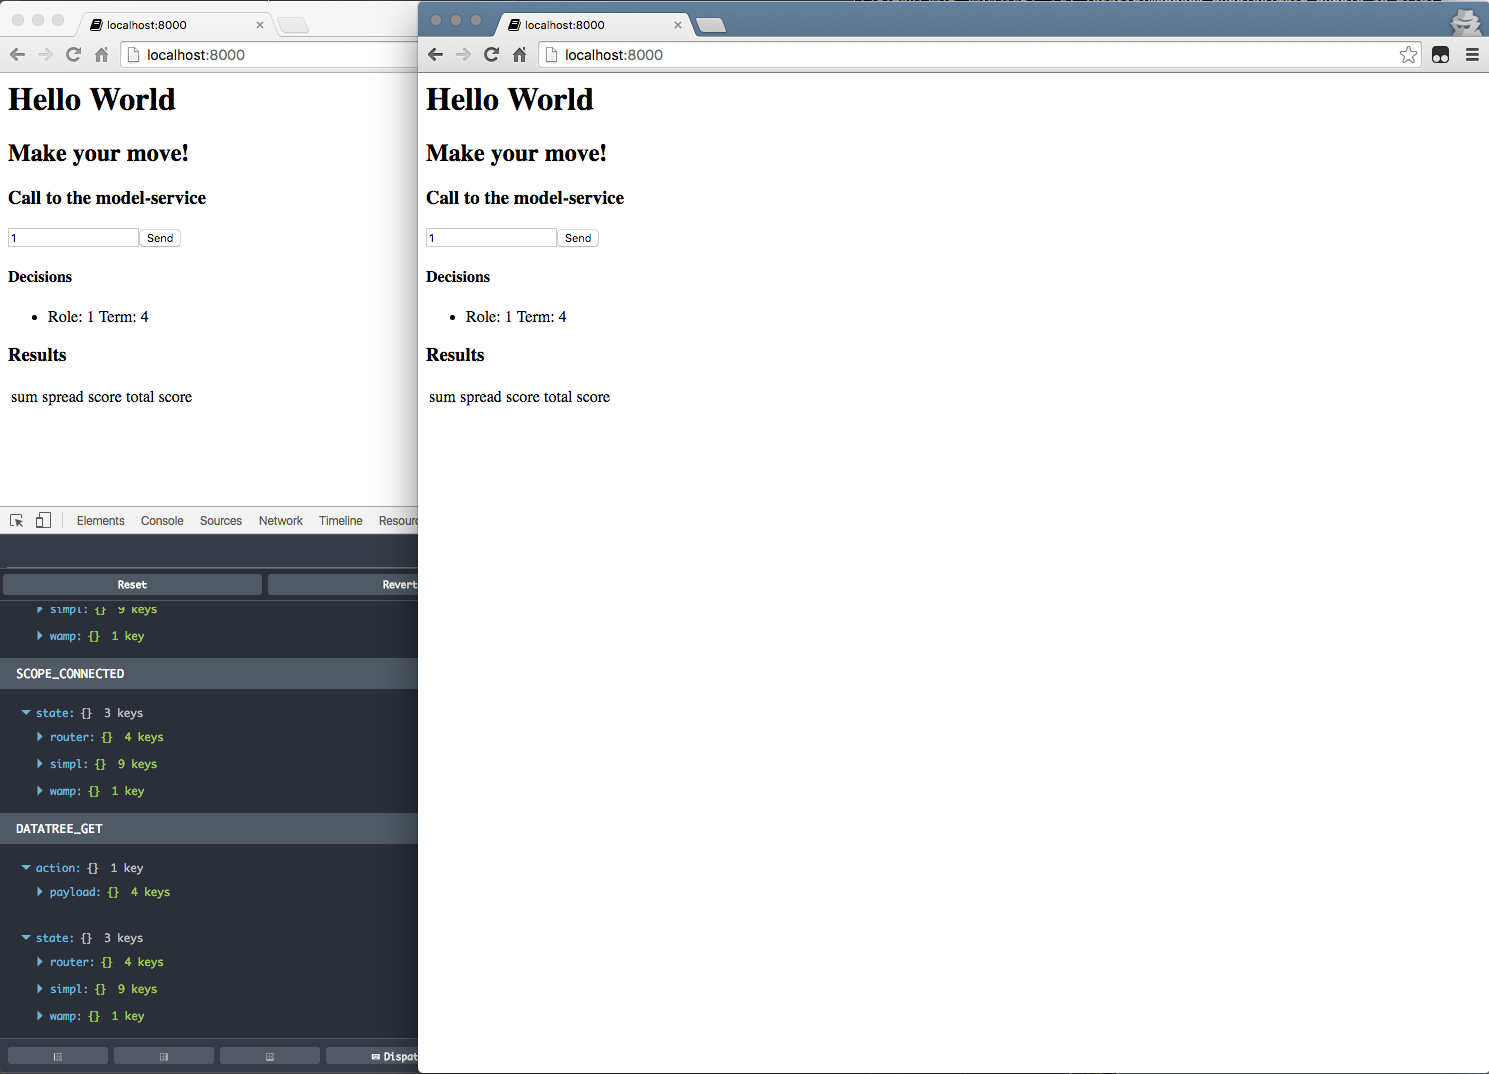 localhost:8000
localhost:8000
Hello World
Make your move!
Call to the model-service
1 Send
Decisions
• Role: 1 Term: 4
Results
sum spread score total score
Elements Console Sources Network Timeline Resourc
Reset Revert
simpl: {} 9 keys
wamp: {} 1 key
SCOPE_CONNECTED
state: {} 3 keys
router: {} 4 keys
simpl: {} 9 keys
wamp: {} 1 key
DATATREE_GET
action: {} 1 key
payload: {} 4 keys
state: {} 3 keys
router: {} 4 keys
simpl: {} 9 keys
wamp: {} 1 key
Dispat
localhost:8000
localhost:8000
Hello World
Make your move!
Call to the model-service
1 Send
Decisions
• Role: 1 Term: 4
Results
sum spread score total score